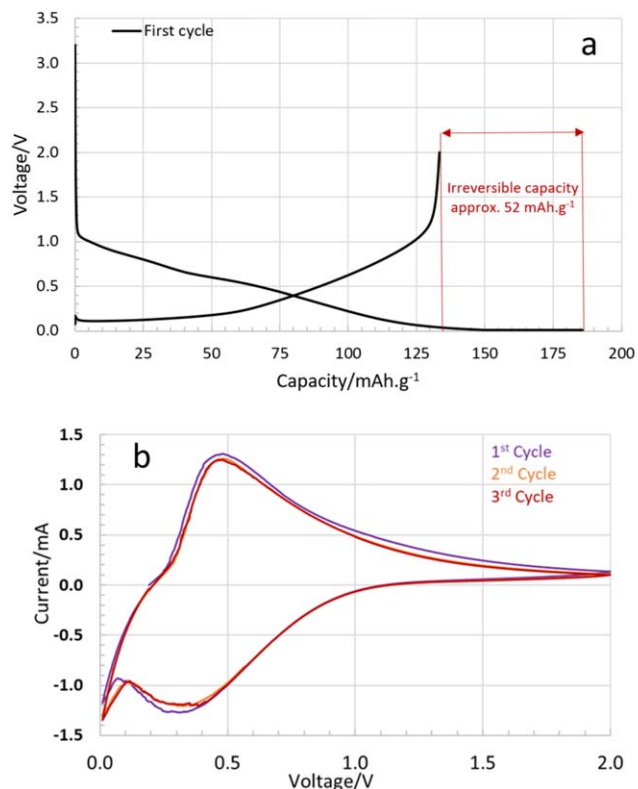 First cycle
a
3.5
3.0
2.5
2.0
1.5
1.0
0.5
0.0
Voltage/V
Irreversible capacity
approx. 52 mAh.g⁻¹
0 25 50 75 100 125 150 175 200
Capacity/mAh.g⁻¹
b
1st Cycle
2nd Cycle
3rd Cycle
1.5
1.0
0.5
0.0
-0.5
-1.0
-1.5
Current/mA
0.0 0.5 1.0 1.5 2.0
Voltage/V